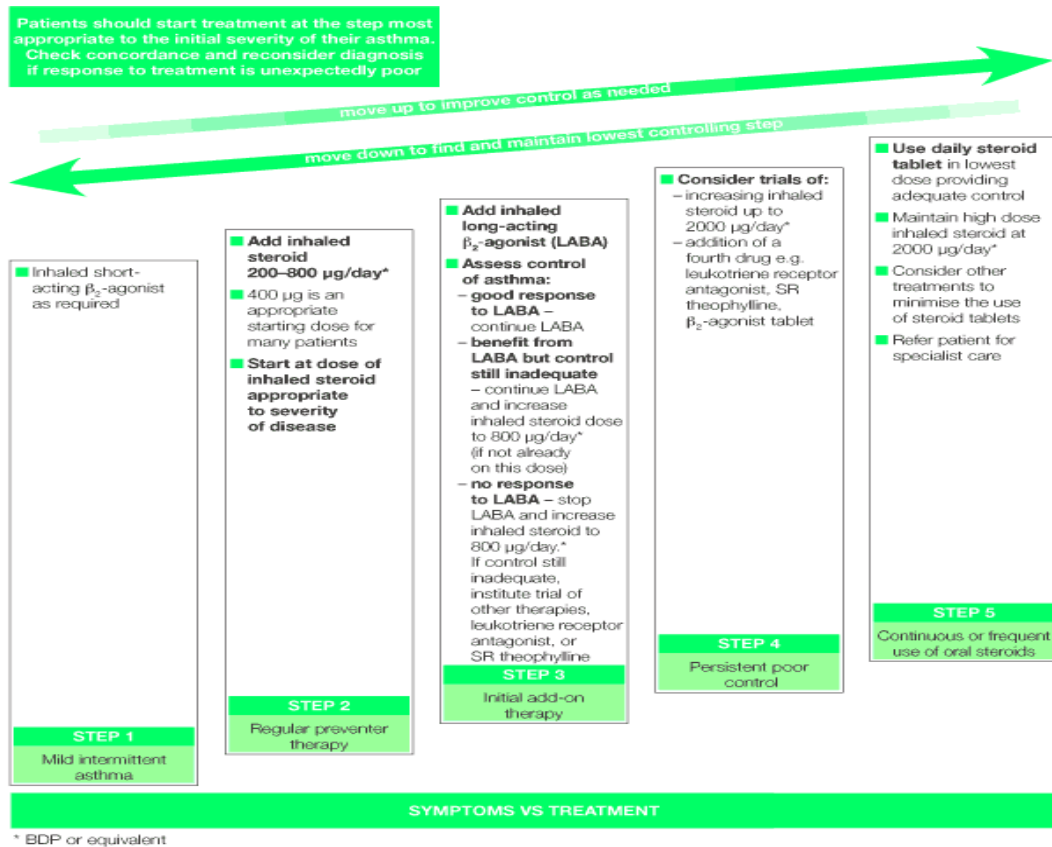 Patients should start treatment at the step most
appropriate to the initial severity of their asthma.
Check concordance and reconsider diagnosis
if response to treatment is unexpectedly poor
move up to improve control as needed
move down to find and maintain lowest controlling step
Inhaled short-
acting β₂-agonist
as required
STEP 1
Mild intermittent
asthma
Add inhaled
steroid
200–800 µg/day*
400 µg is an
appropriate
starting dose for
many patients
Start at dose of
inhaled steroid
appropriate
to severity
of disease
STEP 2
Regular preventer
therapy
Add inhaled
long-acting
β₂-agonist (LABA)
Assess control
of asthma:
– good response
to LABA –
continue LABA
– benefit from
LABA but control
still inadequate
– continue LABA
and increase
inhaled steroid dose
to 800 µg/day*
(if not already
on this dose)
– no response
to LABA – stop
LABA and increase
inhaled steroid to
800 µg/day.*
If control still
inadequate,
institute trial of
other therapies,
leukotriene receptor
antagonist, or
SR theophylline
STEP 3
Initial add-on
therapy
Consider trials of:
– increasing inhaled
steroid up to
2000 µg/day*
– addition of a
fourth drug e.g.
leukotriene receptor
antagonist, SR
theophylline,
β₂-agonist tablet
STEP 4
Persistent poor
control
Use daily steroid
tablet in lowest
dose providing
adequate control
Maintain high dose
inhaled steroid at
2000 µg/day*
Consider other
treatments to
minimise the use
of steroid tablets
Refer patient for
specialist care
STEP 5
Continuous or frequent
use of oral steroids
SYMPTOMS VS TREATMENT
* BDP or equivalent